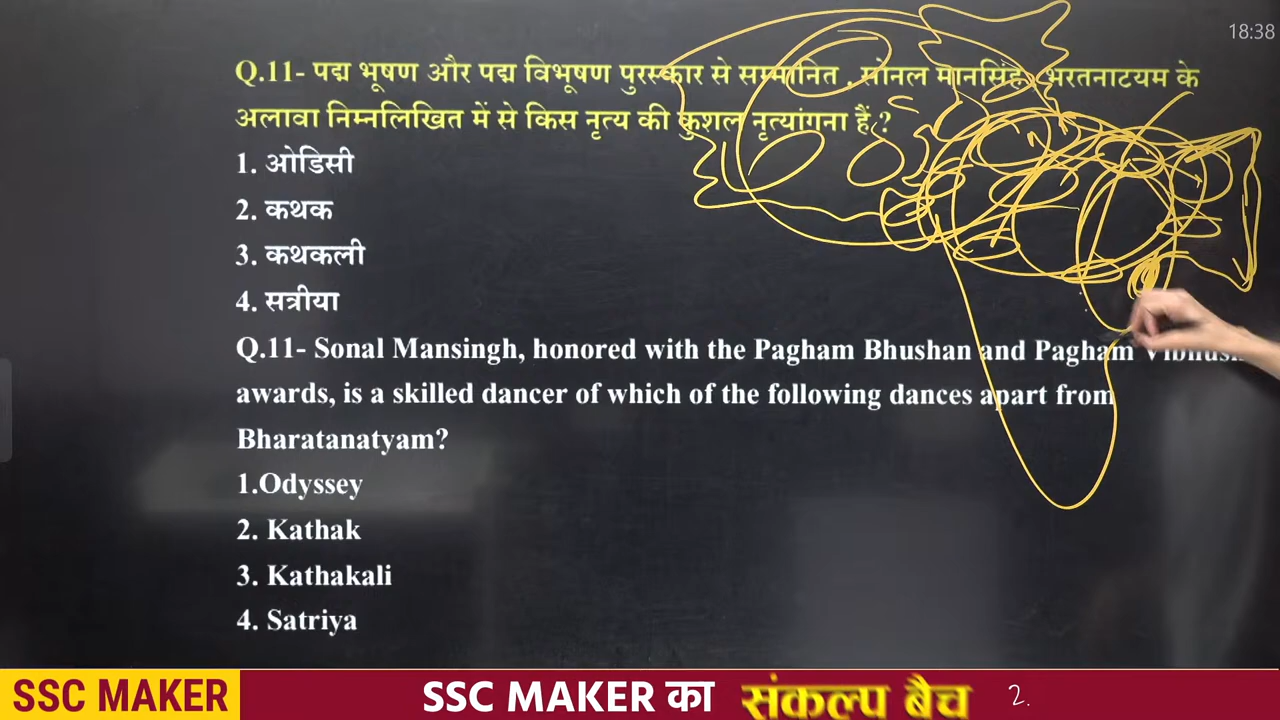 18:38
Q.11- पद्म भूषण और पद्म विभूषण पुरस्कार से सम्मानित . सोनल मानसिंह भरतनाटयम के
अलावा निम्नलिखित में से किस नृत्य की कुशल नृत्यांगना हैं ?
1. ओडिसी
2. कथक
3. कथकली
4. सत्रीया
Q.11- Sonal Mansingh, honored with the Pagham Bhushan and Pagham
awards, is a skilled dancer of which of the following dances apart from
Bharatanatyam?
1.Odyssey
2. Kathak
3. Kathakali
4. Satriya
SSC MAKER SSC MAKER का संकल्प बैच 2.